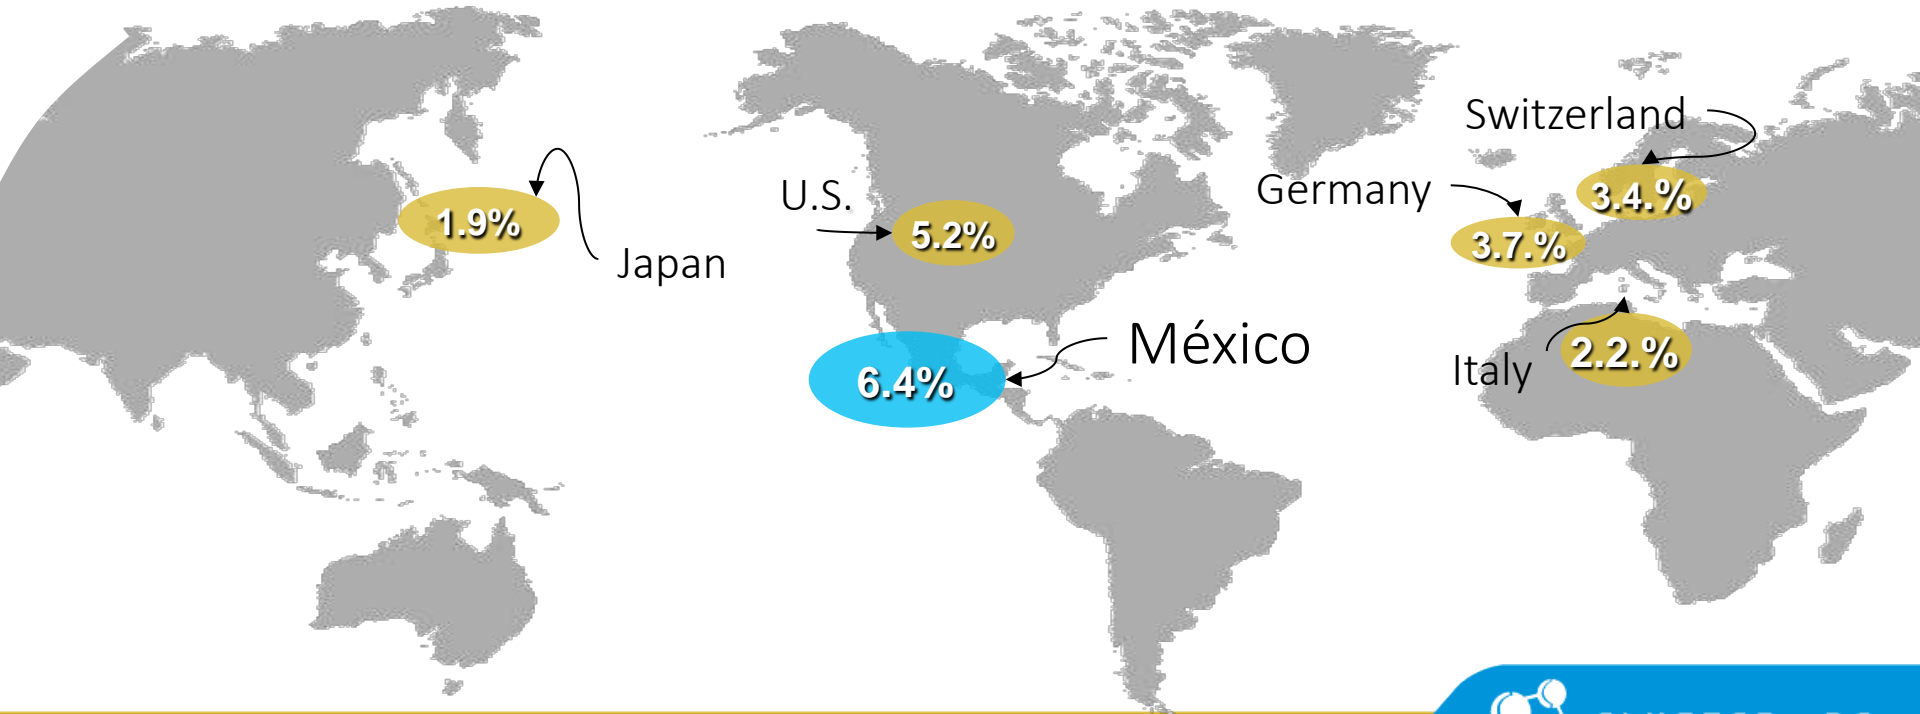 Switzerland
3.4.%
U.S.
5.2%
Germany
3.7.%
1.9%
Japan
México
6.4%
Italy
2.2.%